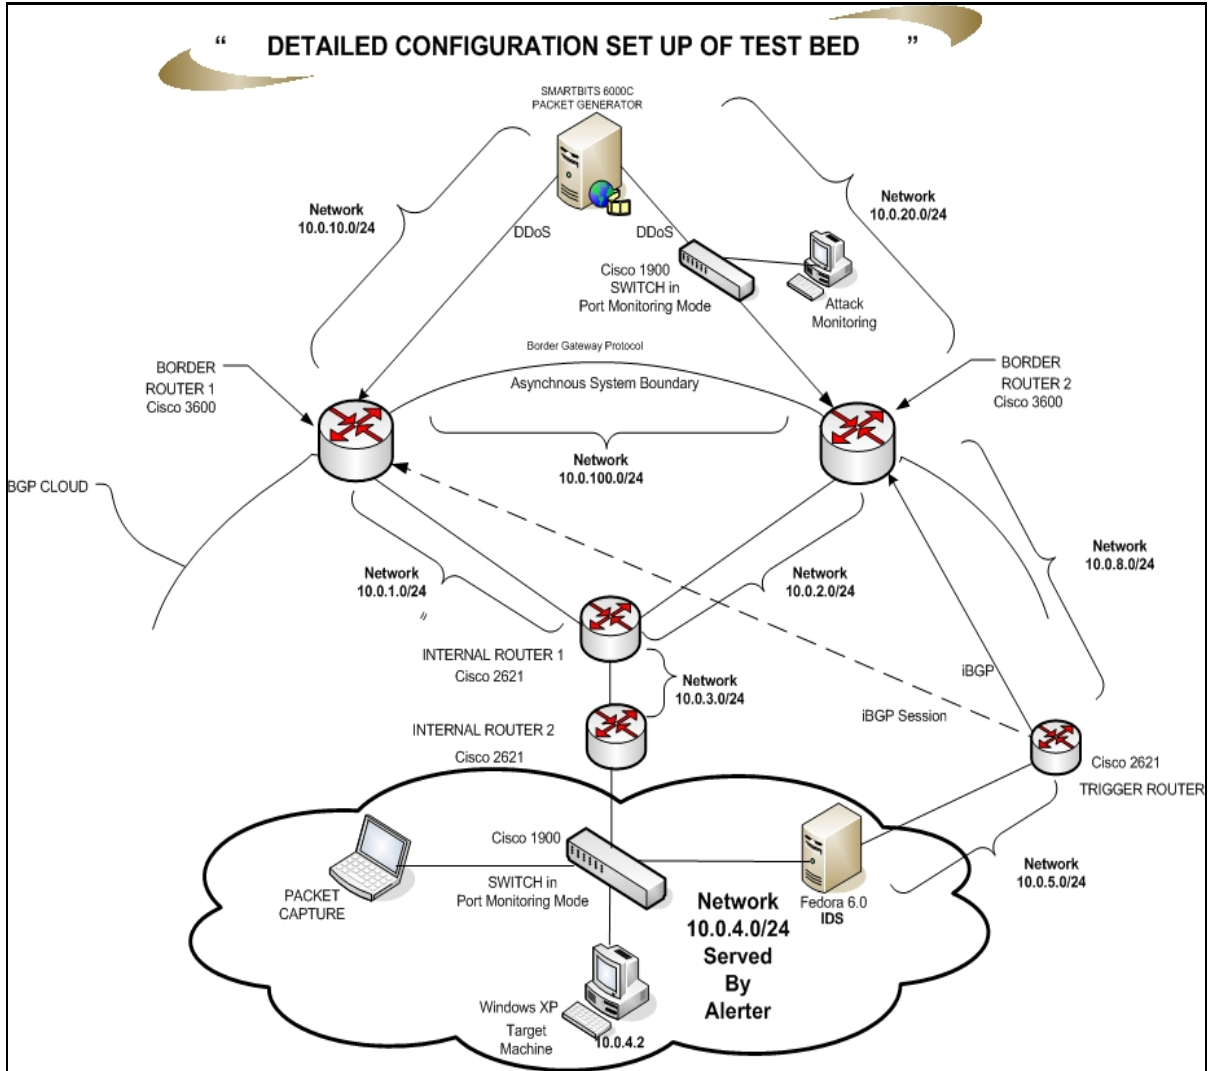 “ DETAILED CONFIGURATION SET UP OF TEST BED ”
SMARTBITS 6000C
PACKET GENERATOR
Network
10.0.10.0/24
Network
10.0.20.0/24
DDoS
DDoS
Cisco 1900
SWITCH in
Port Monitoring Mode
Attack
Monitoring
Border Gateway Protocol
Asynchnous System Boundary
BORDER
ROUTER 1
Cisco 3600
BORDER
ROUTER 2
Cisco 3600
Network
10.0.100.0/24
BGP CLOUD
Network
10.0.1.0/24
Network
10.0.2.0/24
Network
10.0.8.0/24
INTERNAL ROUTER 1
Cisco 2621
Network
10.0.3.0/24
iBGP
iBGP Session
INTERNAL ROUTER 2
Cisco 2621
Cisco 2621
TRIGGER ROUTER
Cisco 1900
SWITCH in
Port Monitoring Mode
PACKET
CAPTURE
Fedora 6.0
IDS
Network
10.0.5.0/24
Network
10.0.4.0/24
Served
By
Alerter
Windows XP
Target
Machine
10.0.4.2